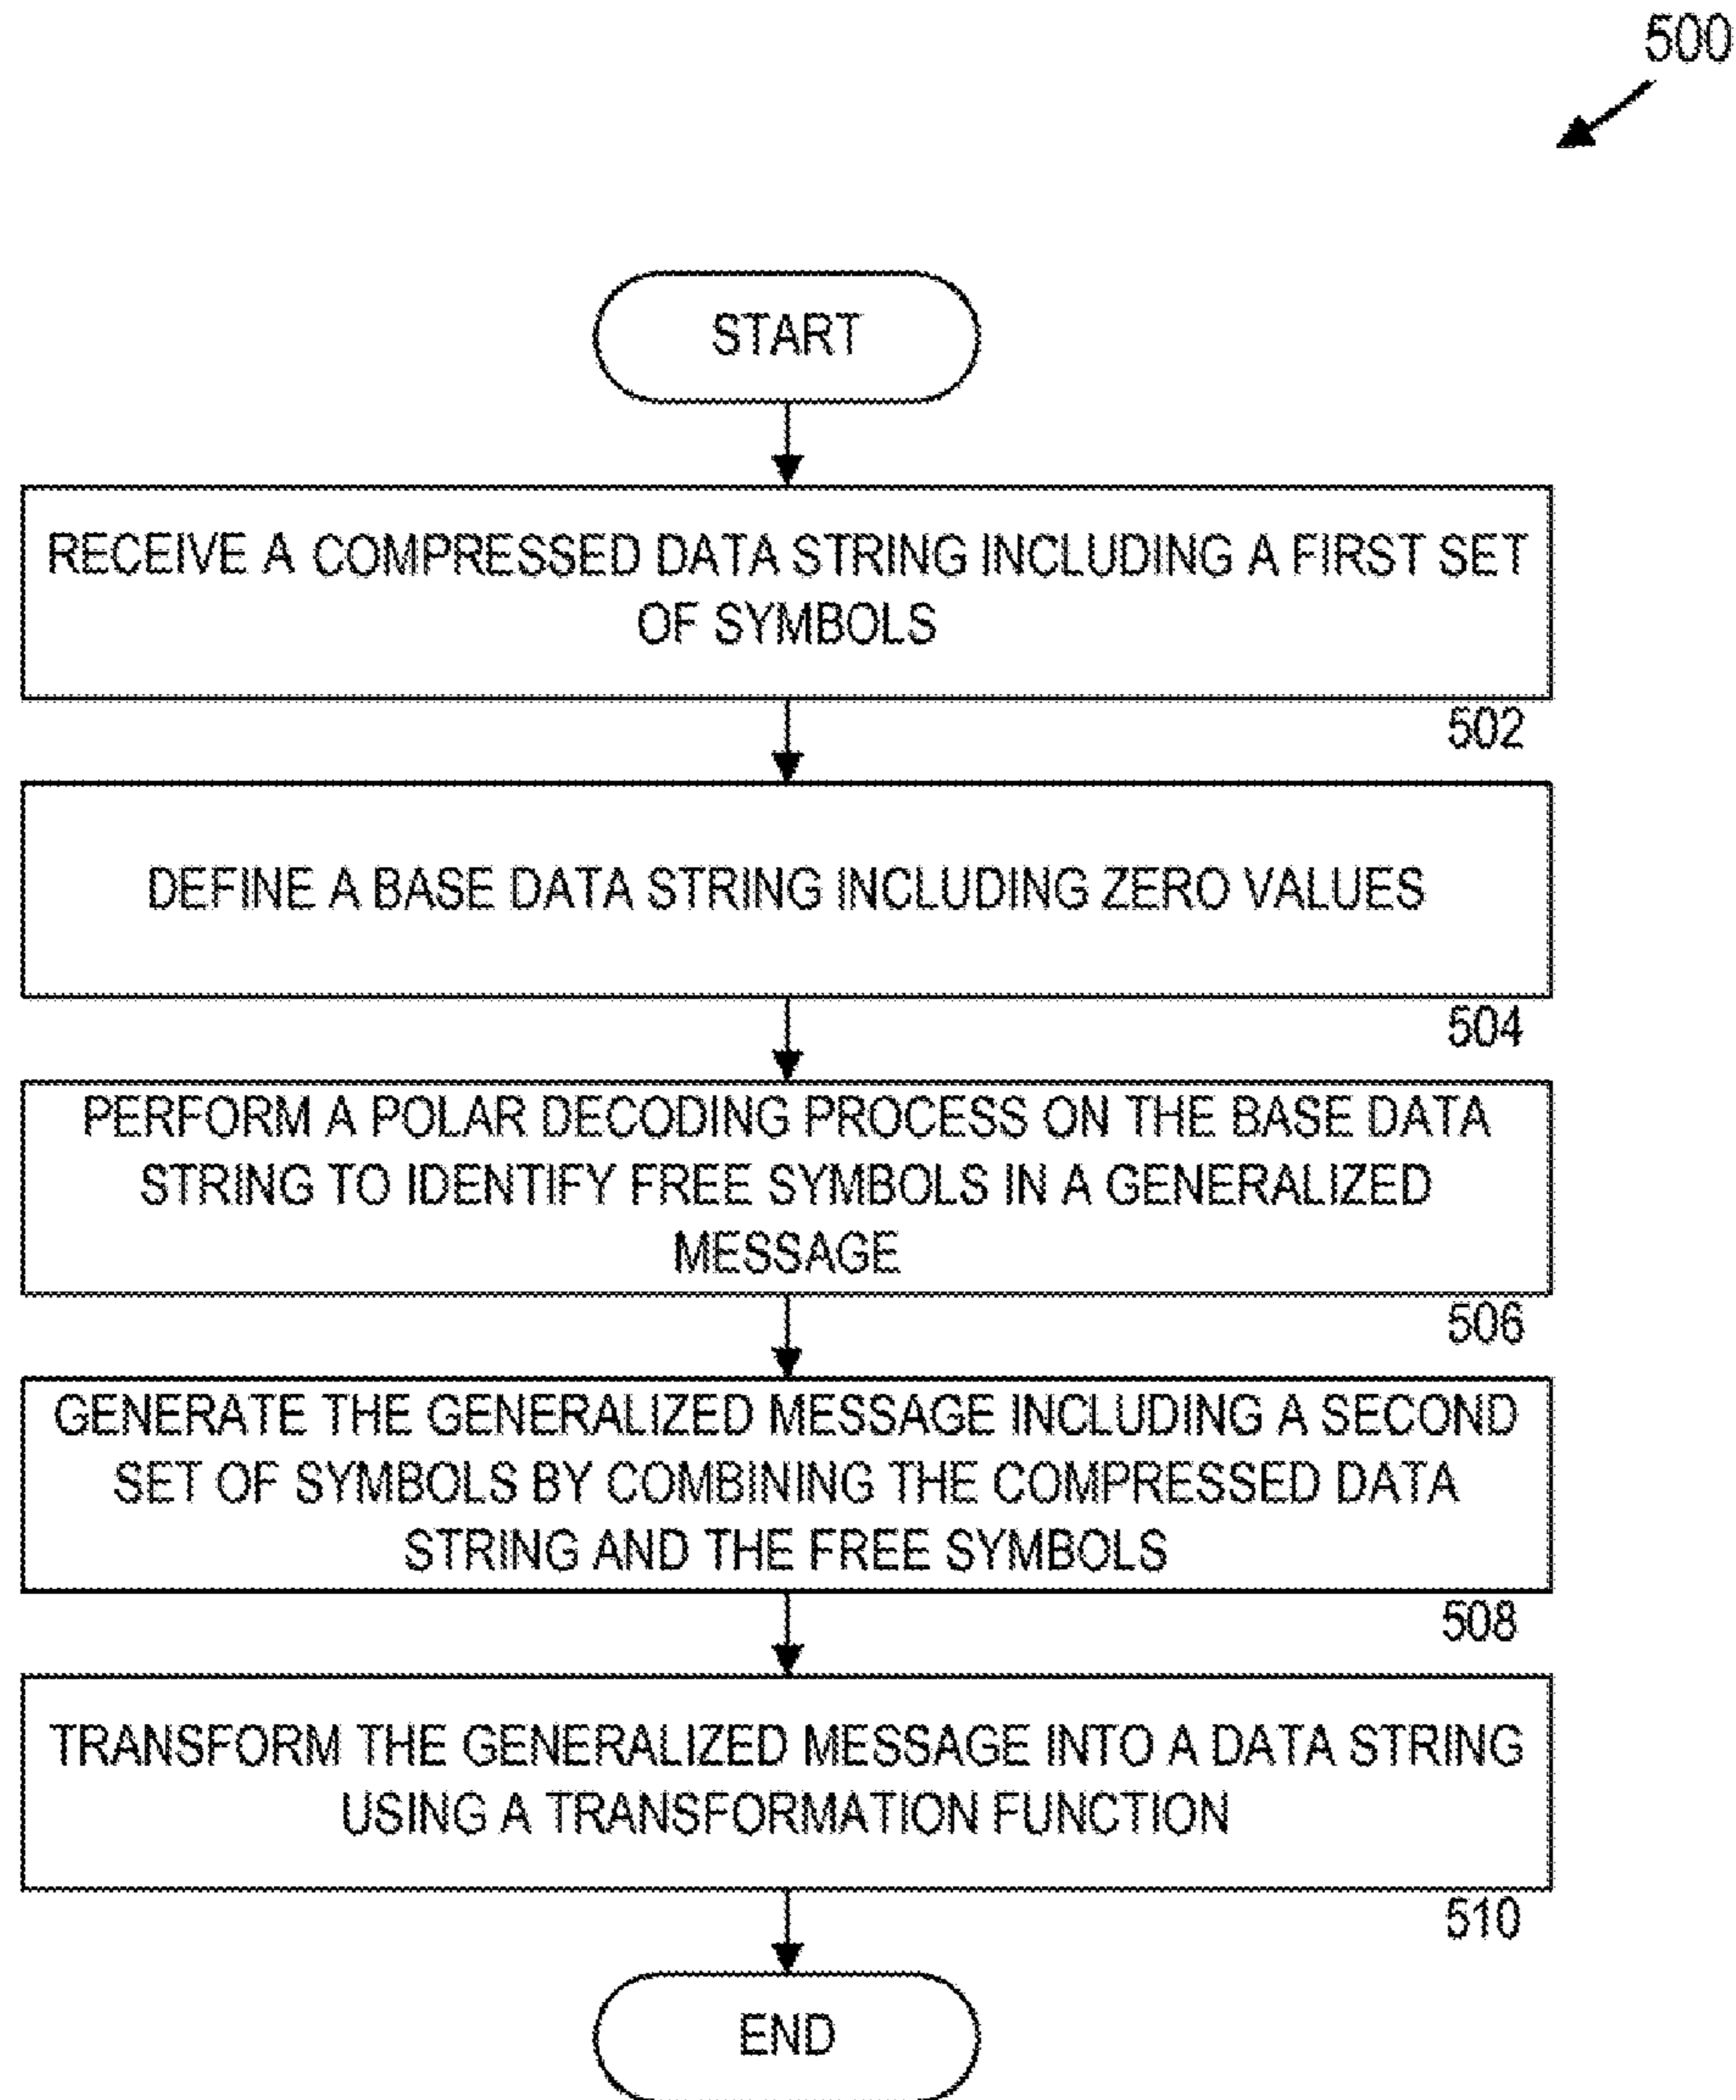 500
START
RECEIVE A COMPRESSED DATA STRING INCLUDING A FIRST SET
OF SYMBOLS
502
DEFINE A BASE DATA STRING INCLUDING ZERO VALUES
504
PERFORM A POLAR DECODING PROCESS ON THE BASE DATA
STRING TO IDENTIFY FREE SYMBOLS IN A GENERALIZED
MESSAGE
506
GENERATE THE GENERALIZED MESSAGE INCLUDING A SECOND
SET OF SYMBOLS BY COMBINING THE COMPRESSED DATA
STRING AND THE FREE SYMBOLS
508
TRANSFORM THE GENERALIZED MESSAGE INTO A DATA STRING
USING A TRANSFORMATION FUNCTION
510
END